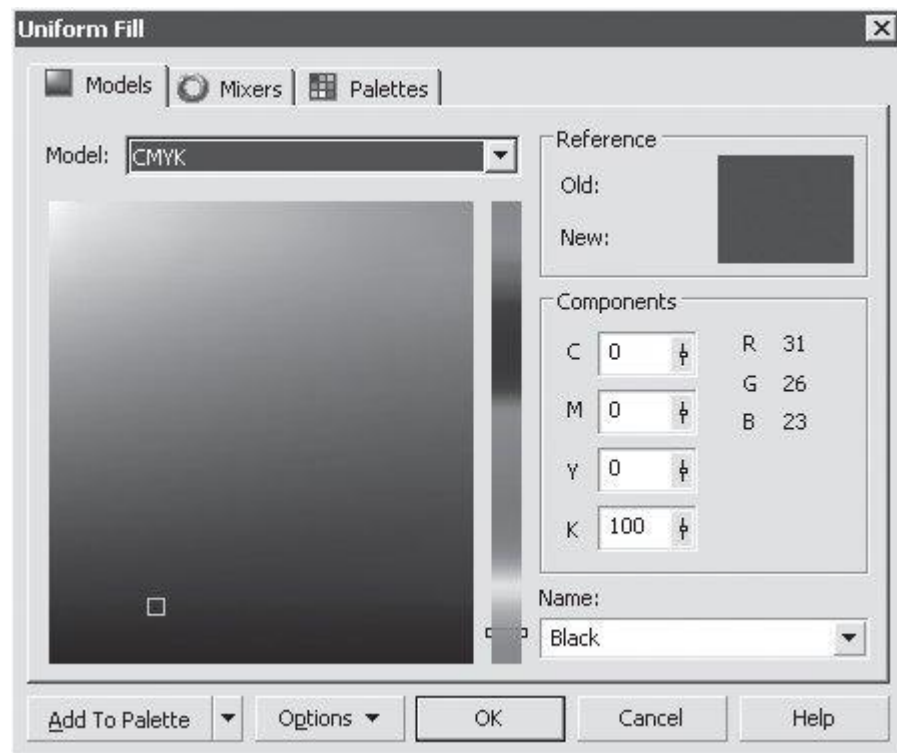 Uniform Fill
Models
Mixers
Palettes
Model:
CMYK
Reference
Old:
New:
Components
C 0
R 31
M 0
G 26
Y 0
B 23
K 100
Name:
Black
Add To Palette
Options
OK
Cancel
Help